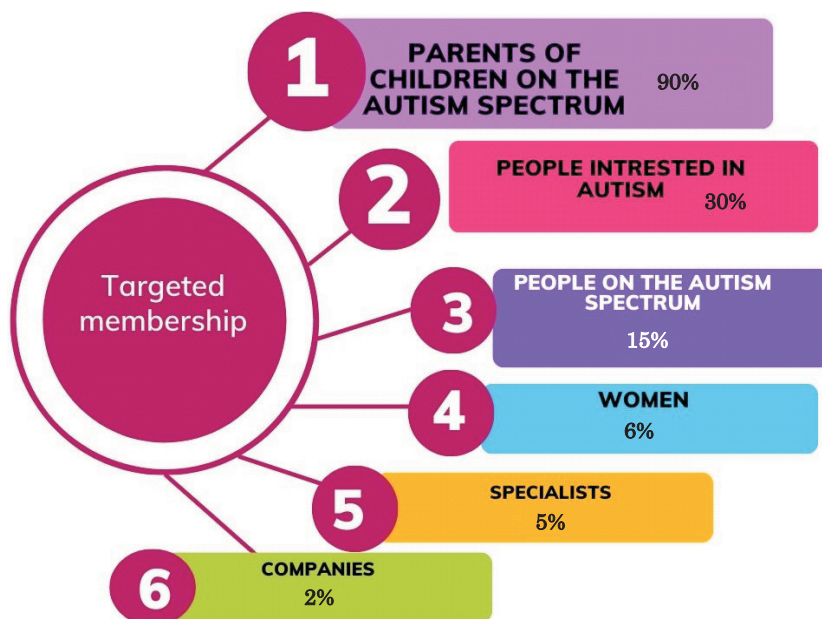 1
PARENTS OF
CHILDREN ON THE
AUTISM SPECTRUM
90%
2
PEOPLE INTRESTED IN
AUTISM
30%
Targeted
membership
3
PEOPLE ON THE AUTISM
SPECTRUM
15%
4
WOMEN
6%
5
SPECIALISTS
5%
6
COMPANIES
2%